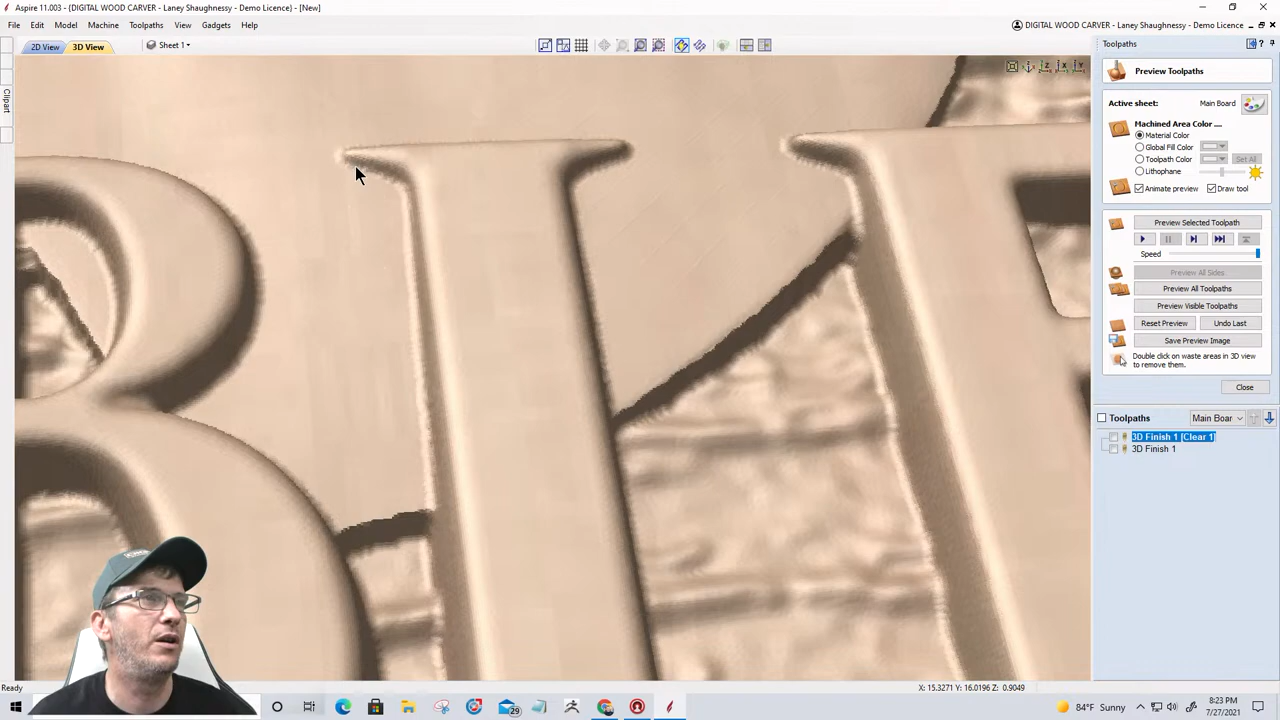 Aspire 11.003 - {DIGITAL WOOD CARVER - Laney Shaughnessy - Demo Licence} - [New]
File Edit Model Machine Toolpaths View Gadgets Help
DIGITAL WOOD CARVER - Laney Shaughnessy - Demo Licence
2D View 3D View Sheet 1
Clipart
Toolpaths
Preview Toolpaths
Active sheet: Main Board
Machined Area Color ....
Material Color
Global Fill Color
Toolpath Color Set All
Lithophane
Animate preview Draw tool
Preview Selected Toolpath
Speed
Preview All Sides
Preview All Toolpaths
Preview Visible Toolpaths
Reset Preview Undo Last
Save Preview Image
Double click on waste areas in 3D view
to remove them.
Close
Toolpaths Main Boar
3D Finish 1 [Clear 1]
3D Finish 1
Ready
X: 15.3271 Y: 16.0196 Z: 0.9049
29
84°F Sunny
8:23 PM
7/27/2021